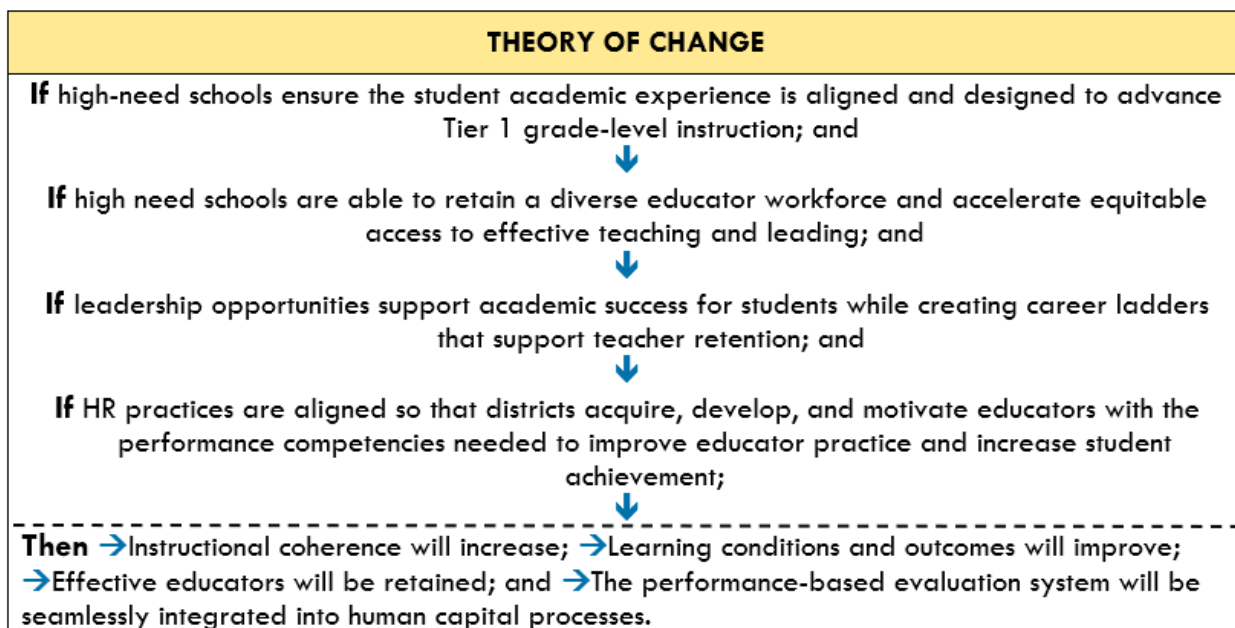 THEORY OF CHANGE
If high-need schools ensure the student academic experience is aligned and designed to advance
Tier 1 grade-level instruction; and
If high need schools are able to retain a diverse educator workforce and accelerate equitable
access to effective teaching and leading; and
If leadership opportunities support academic success for students while creating career ladders
that support teacher retention; and
If HR practices are aligned so that districts acquire, develop, and motivate educators with the
performance competencies needed to improve educator practice and increase student
achievement;
Then →Instructional coherence will increase; →Learning conditions and outcomes will improve;
→Effective educators will be retained; and →The performance-based evaluation system will be
seamlessly integrated into human capital processes.